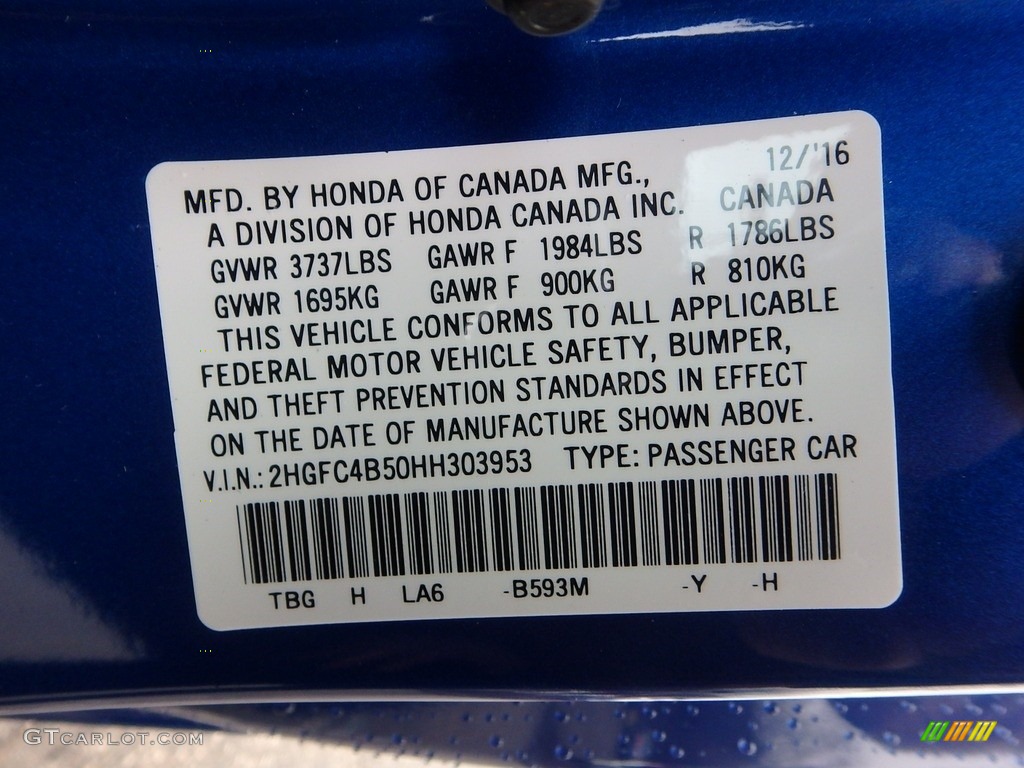 12/'16
MFD. BY HONDA OF CANADA MFG.,
A DIVISION OF HONDA CANADA INC. CANADA
GVWR 3737LBS GAWR F 1984LBS R 1786LBS
GVWR 1695KG GAWR F 900KG R 810KG
THIS VEHICLE CONFORMS TO ALL APPLICABLE
FEDERAL MOTOR VEHICLE SAFETY, BUMPER,
AND THEFT PREVENTION STANDARDS IN EFFECT
ON THE DATE OF MANUFACTURE SHOWN ABOVE.
V.I.N.: 2HGFC4B50HH303953 TYPE: PASSENGER CAR
TBG H LA6 -B593M -Y -H
GTCARLOT.COM